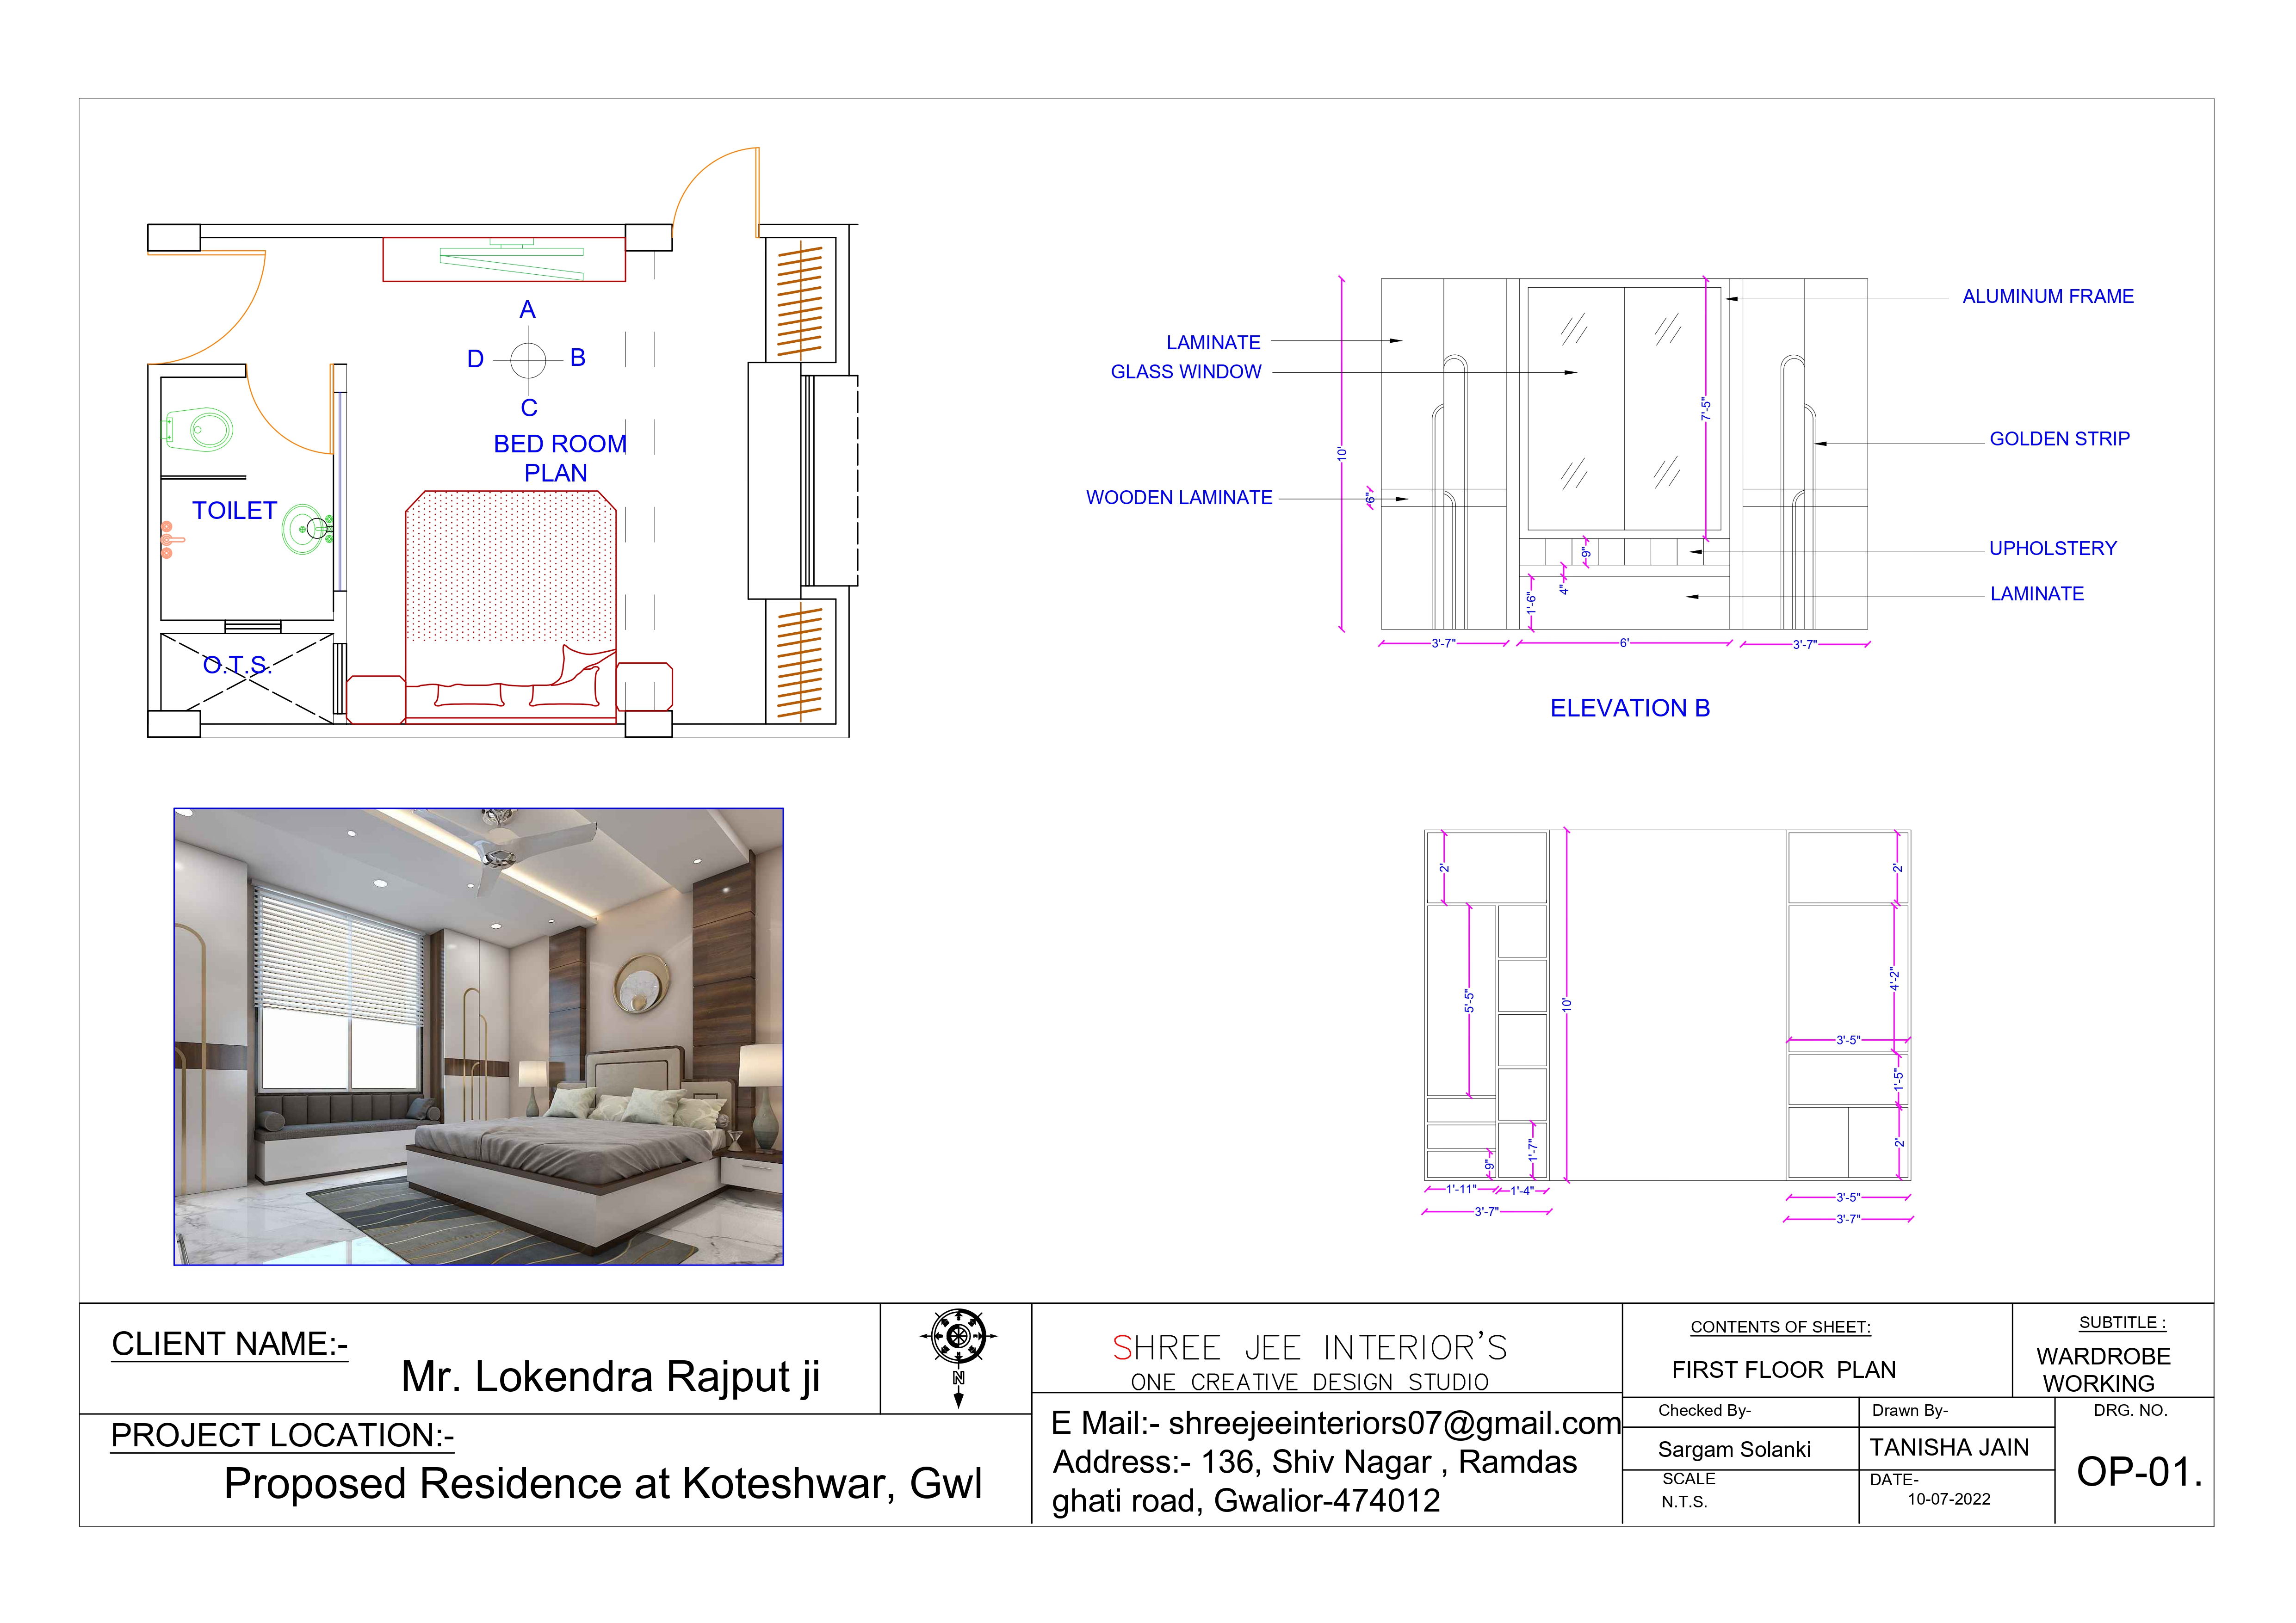 A
D
B
C
BED ROOM
PLAN
TOILET
O.T.S.
LAMINATE
GLASS WINDOW
WOODEN LAMINATE
ALUMINUM FRAME
GOLDEN STRIP
UPHOLSTERY
LAMINATE
10'
6"
7'-5"
9"
4"
1'-6"
3'-7"
6'
3'-7"
ELEVATION B
2'
5'-5"
10'
1'-7"
9"
1'-11"
1'-4"
3'-7"
2'
4'-2"
3'-5"
1'-5"
2'
3'-5"
3'-7"
CLIENT NAME:-
Mr. Lokendra Rajput ji
PROJECT LOCATION:-
Proposed Residence at Koteshwar, Gwl
N
SHREE JEE INTERIOR'S
ONE CREATIVE DESIGN STUDIO
E Mail:- shreejeeinteriors07@gmail.com
Address:- 136, Shiv Nagar , Ramdas
ghati road, Gwalior-474012
CONTENTS OF SHEET:
FIRST FLOOR PLAN
SUBTITLE :
WARDROBE
WORKING
Checked By-
Sargam Solanki
Drawn By-
TANISHA JAIN
SCALE
N.T.S.
DATE-
10-07-2022
DRG. NO.
OP-01.